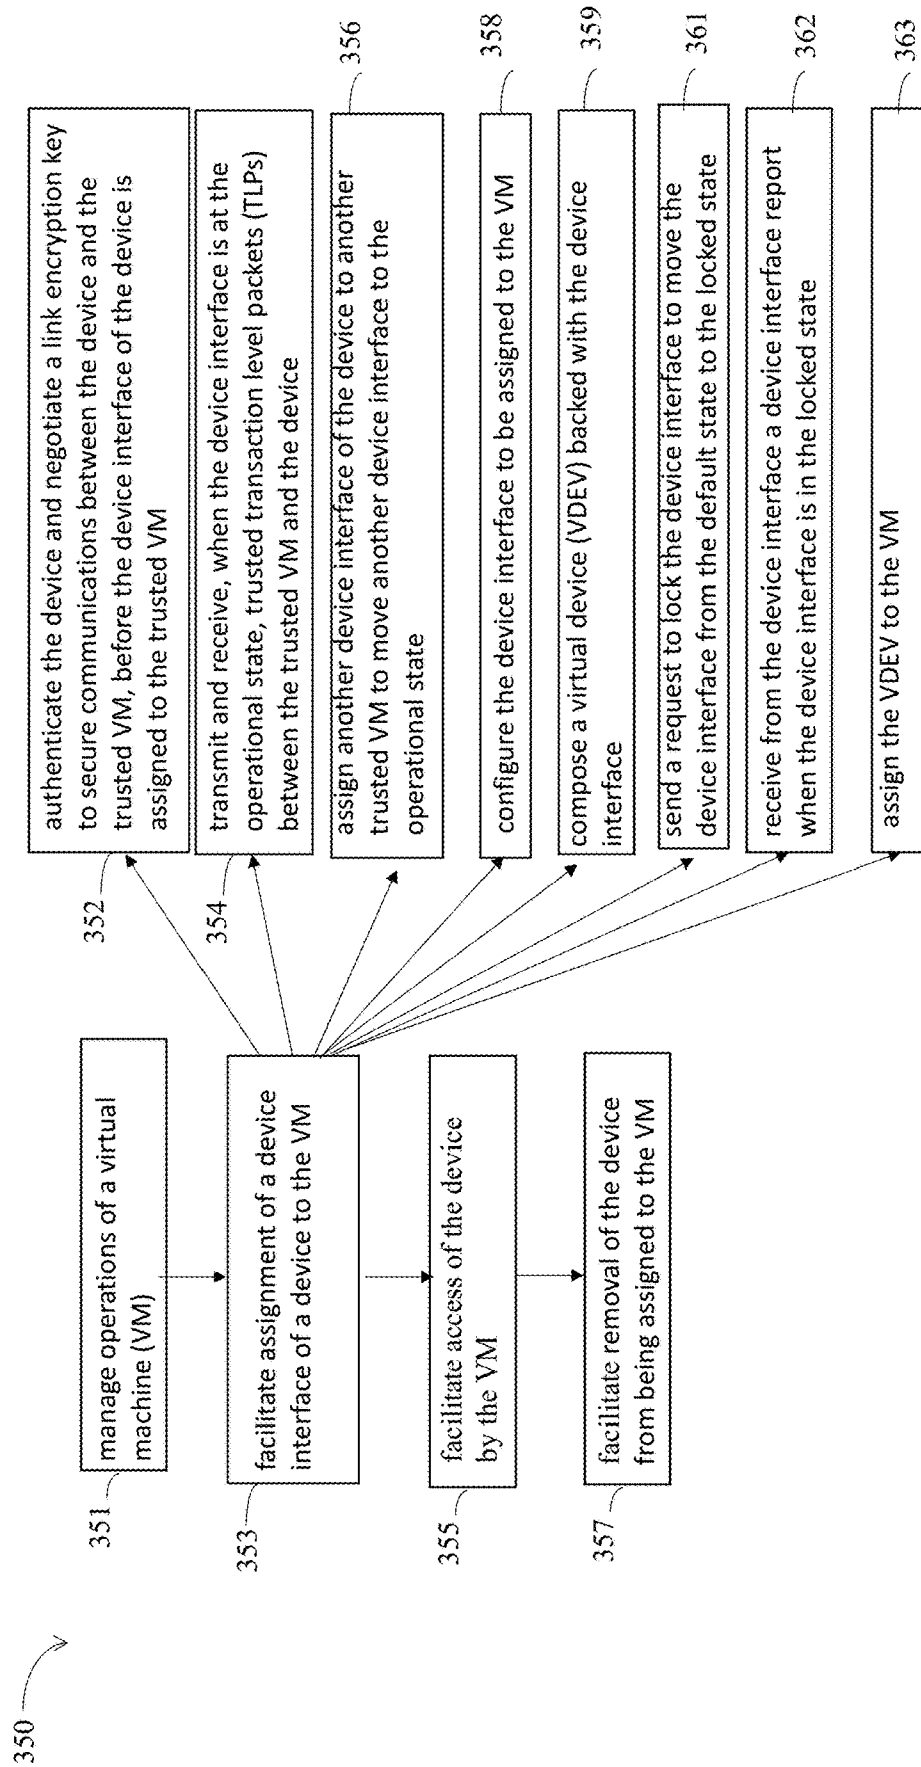 350
351
manage operations of a virtual
machine (VM)
353
facilitate assignment of a device
interface of a device to the VM
355
facilitate access of the device
by the VM
357
facilitate removal of the device
from being assigned to the VM
352
authenticate the device and negotiate a link encryption key
to secure communications between the device and the
trusted VM, before the device interface of the device is
assigned to the trusted VM
354
transmit and receive, when the device interface is at the
operational state, trusted transaction level packets (TLPs)
between the trusted VM and the device
356
assign another device interface of the device to another
trusted VM to move another device interface to the
operational state
358
configure the device interface to be assigned to the VM
359
compose a virtual device (VDEV) backed with the device
interface
361
send a request to lock the device interface to move the
device interface from the default state to the locked state
362
receive from the device interface a device interface report
when the device interface is in the locked state
363
assign the VDEV to the VM